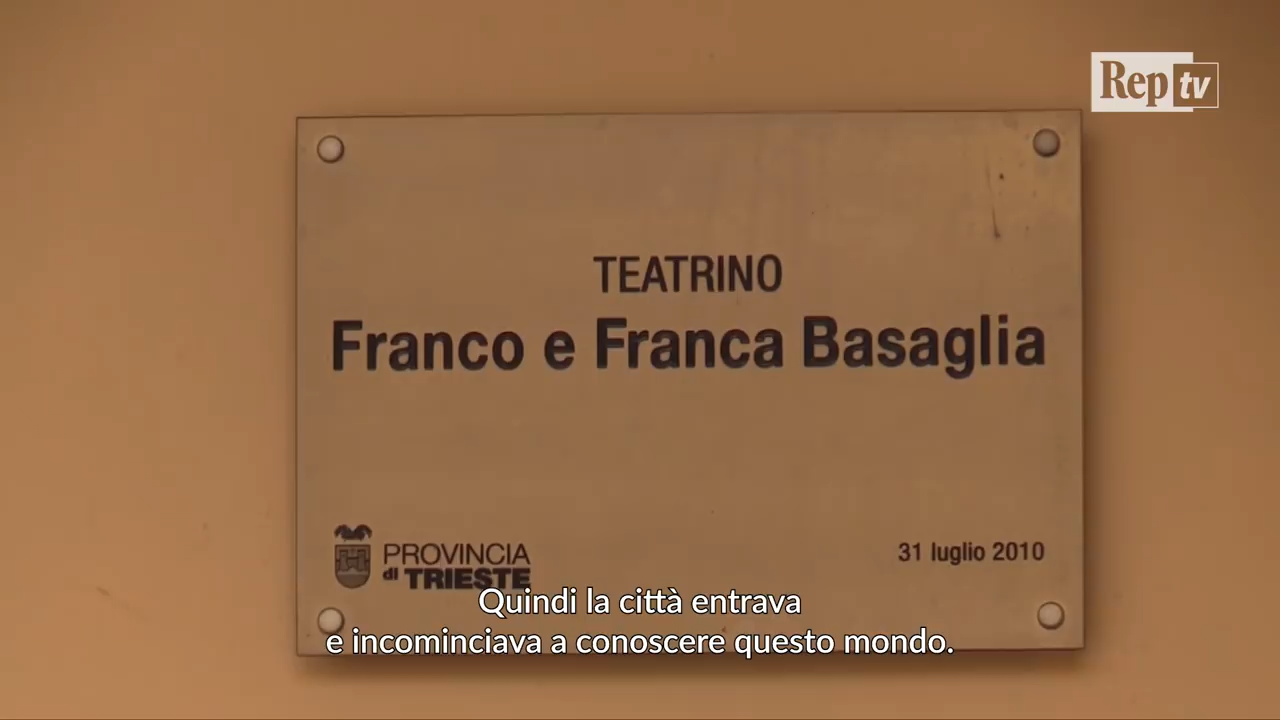 Rep tv
TEATRINO
Franco e Franca Basaglia
PROVINCIA
di TRIESTE
31 luglio 2010
Quindi la città entrava
e incominciava a conoscere questo mondo.